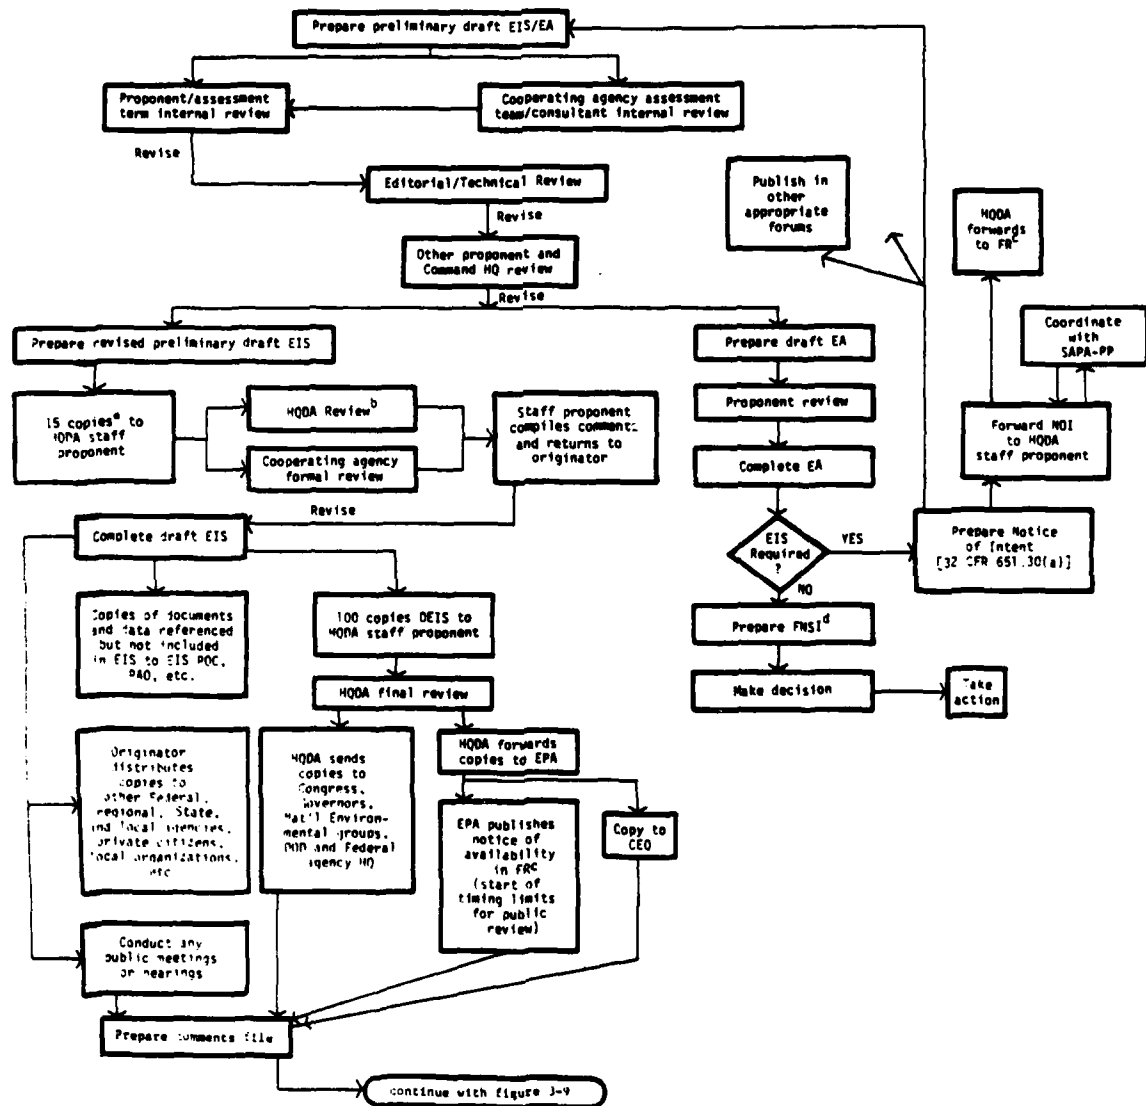 Prepare preliminary draft EIS/EA
Proponent/assessment
term internal review
Cooperating agency assessment
team/consultant internal review
Revise
Editorial/Technical Review
Revise
Other proponent and
Command HQ review
Revise
Publish in
other
appropriate
forums
HQDA
forwards
to FRc
Coordinate
with
SAPA-PP
Forward NOI
to HQDA
staff proponent
Prepare Notice
of Intent
[32 CFR 651.30(a)]
Prepare revised preliminary draft EIS
15 copiesa to
HQDA staff
proponent
HQDA Reviewb
Cooperating agency
formal review
Staff proponent
compiles comments
and returns to
originator
Revise
Prepare draft EA
Proponent review
Complete EA
EIS
Required
?
YES
NO
Prepare FNSId
Make decision
Take
action
Complete draft EIS
Copies of documents
and data referenced
but not included
in EIS to EIS POC,
PAO, etc.
100 copies DEIS to
HQDA staff proponent
HQDA final review
Originator
distributes
copies to
other Federal,
regional, State,
and local agencies,
private citizens,
local organizations,
etc
HQDA sends
copies to
Congress,
Governors,
Nat'l Environ-
mental groups,
DOD and Federal
agency HQ
HQDA forwards
copies to EPA
EPA publishes
notice of
availability
in FRc
(start of
timing limits
for public
review)
Copy to
CEQ
Conduct any
public meetings
or hearings
Prepare comments file
continue with figure 3-9